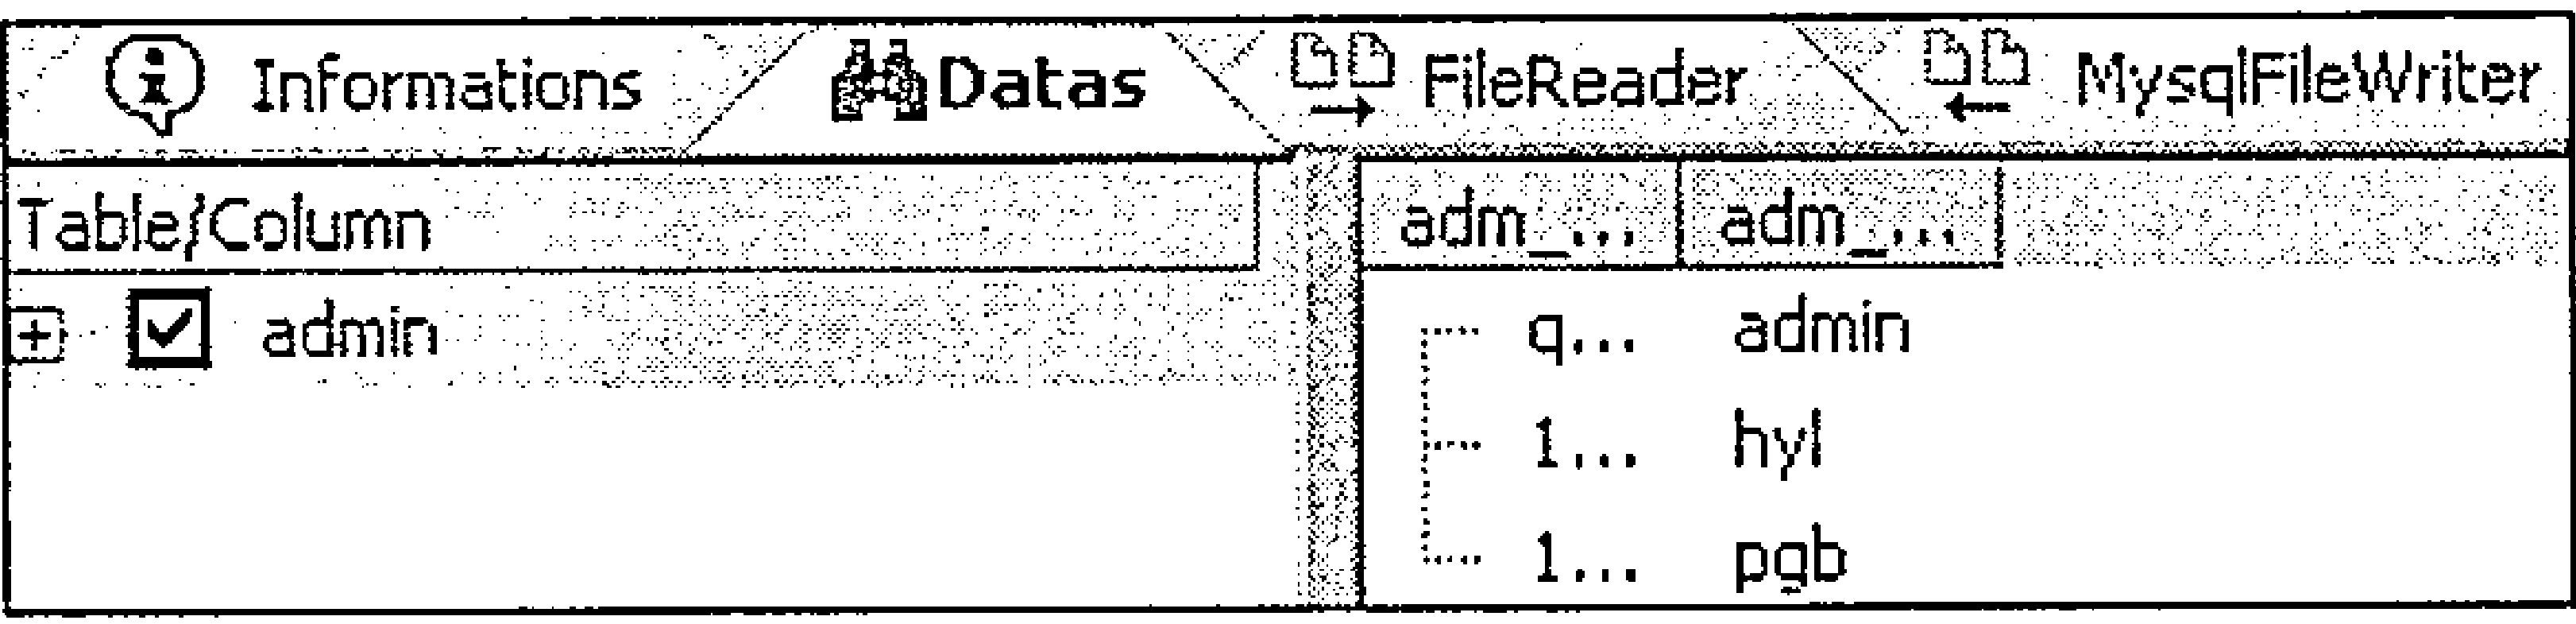 Informations Datas FileReader MysqlFileWriter
Table/Column adm_... adm_...
admin q... admin
1... hyl
1... pgb